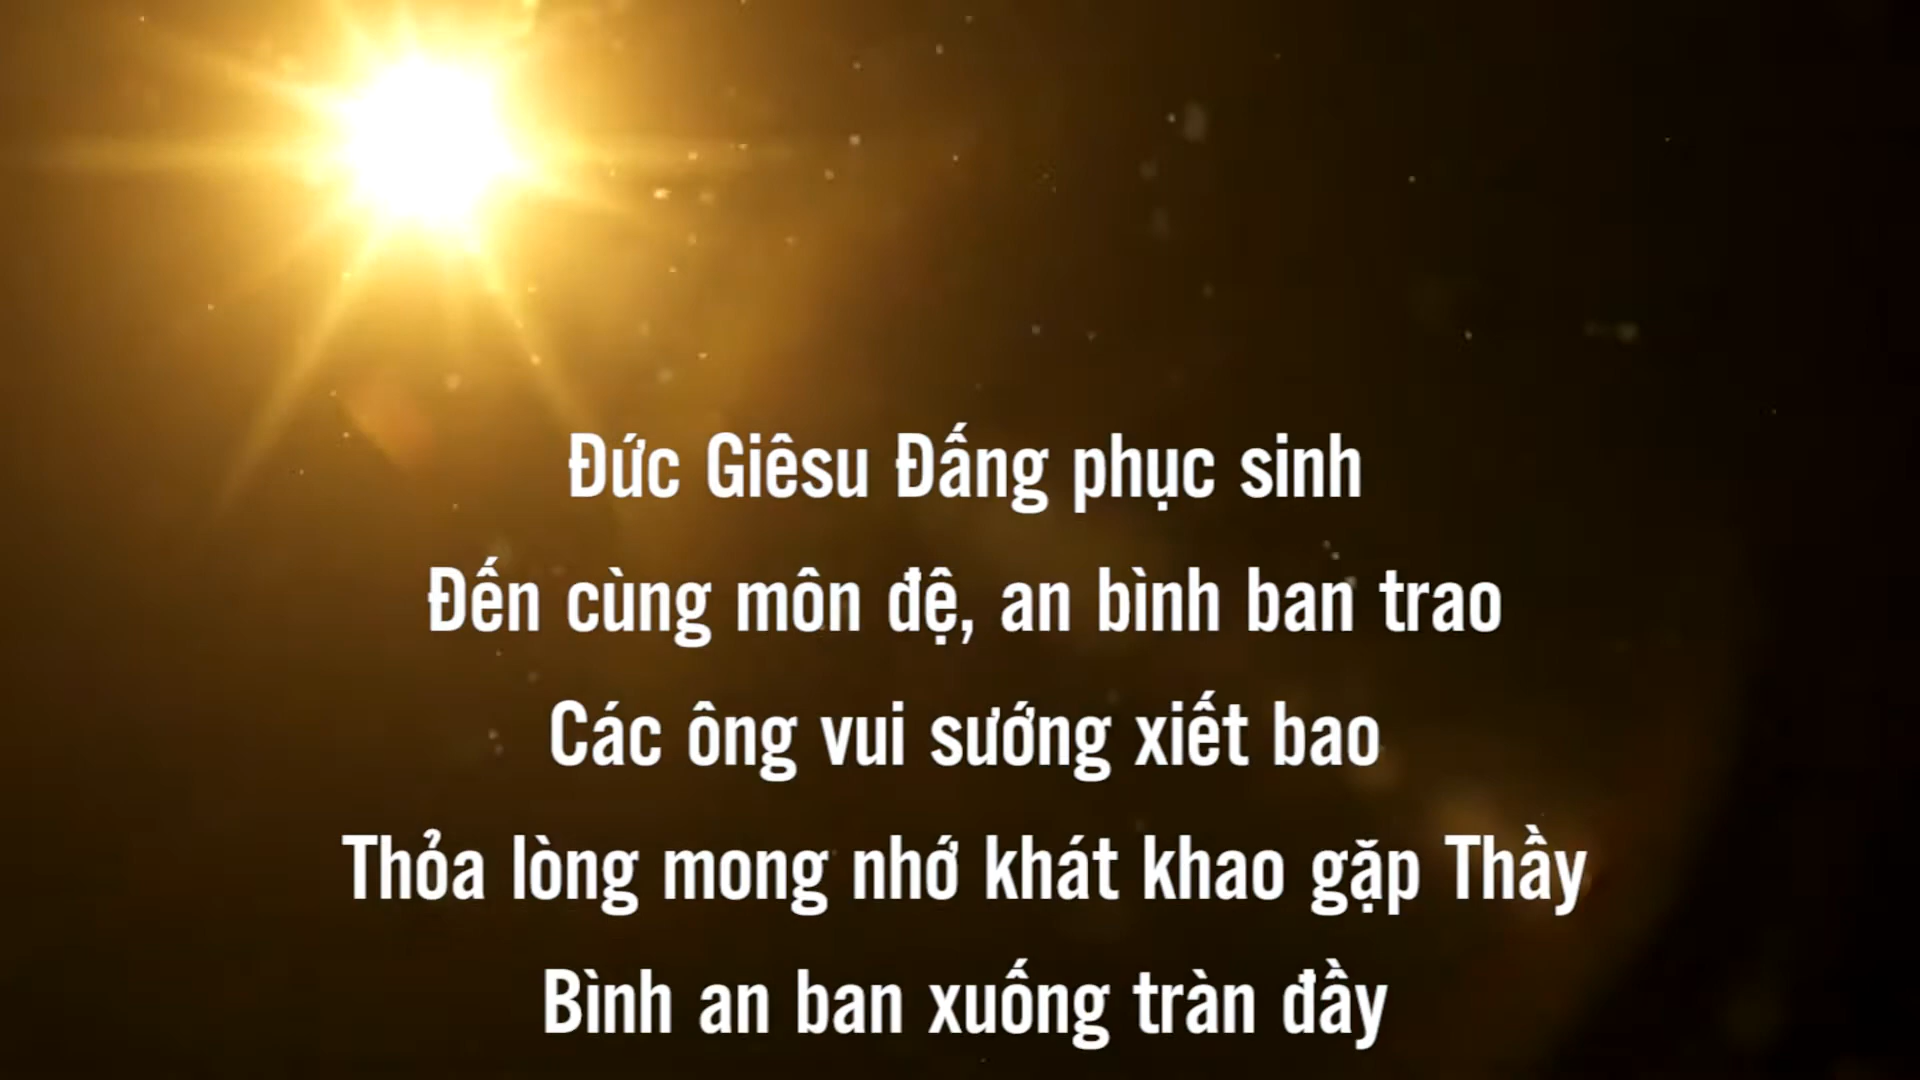 Đức Giêsu Đấng phục sinh
Đến cùng môn đệ, an bình ban trao
Các ông vui sướng xiết bao
Thỏa lòng mong nhớ khát khao gặp Thầy
Bình an ban xuống tràn đầy